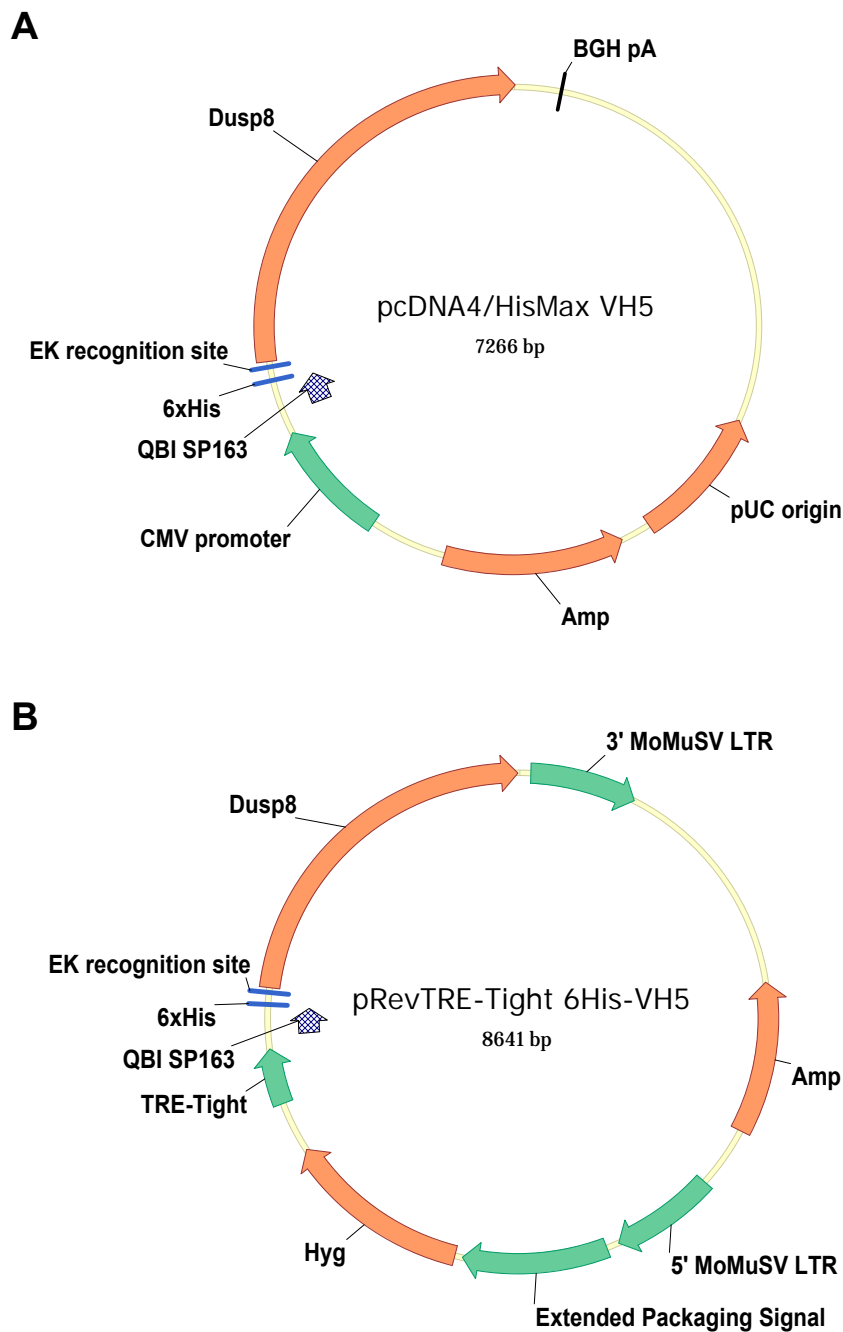 A
BGH pA
Dusp8
pcDNA4/HisMax VH5
7266 bp
EK recognition site
6xHis
QBI SP163
CMV promoter
pUC origin
Amp
B
3' MoMuSV LTR
Dusp8
EK recognition site
pRevTRE-Tight 6His-VH5
6xHis
8641 bp
QBI SP163
Amp
TRE-Tight
Hyg
5' MoMuSV LTR
Extended Packaging Signal